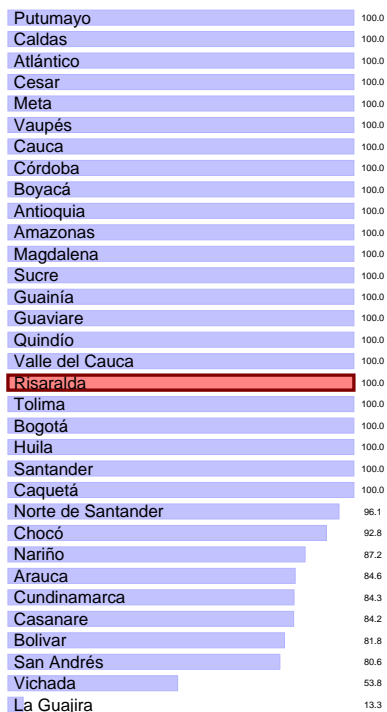 Putumayo 100.0
Caldas 100.0
Atlántico 100.0
Cesar 100.0
Meta 100.0
Vaupés 100.0
Cauca 100.0
Córdoba 100.0
Boyacá 100.0
Antioquia 100.0
Amazonas 100.0
Magdalena 100.0
Sucre 100.0
Guainía 100.0
Guaviare 100.0
Quindío 100.0
Valle del Cauca 100.0
Risaralda 100.0
Tolima 100.0
Bogotá 100.0
Huila 100.0
Santander 100.0
Caquetá 100.0
Norte de Santander 96.1
Chocó 92.8
Nariño 87.2
Arauca 84.6
Cundinamarca 84.3
Casanare 84.2
Bolivar 81.8
San Andrés 80.6
Vichada 53.8
La Guajira 13.3